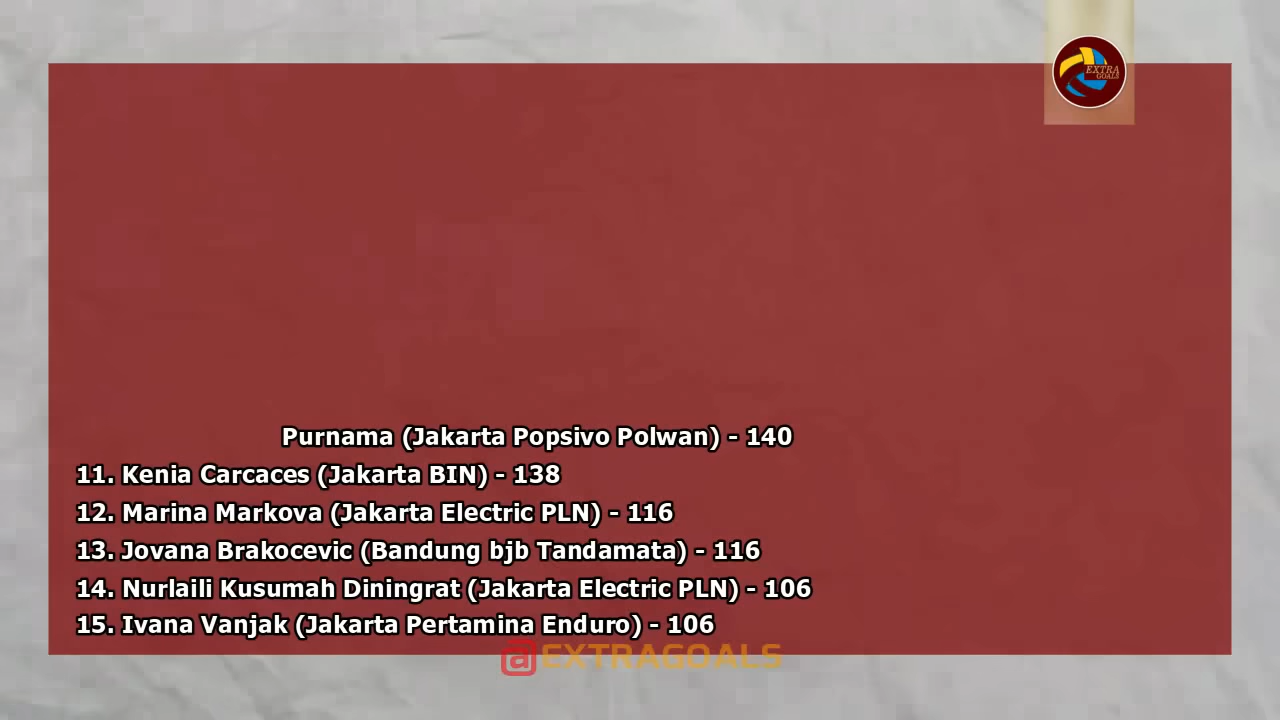 EXTRA
GOALS
Purnama (Jakarta Popsivo Polwan) - 140
11. Kenia Carcaces (Jakarta BIN) - 138
12. Marina Markova (Jakarta Electric PLN) - 116
13. Jovana Brakocevic (Bandung bjb Tandamata) - 116
14. Nurlaili Kusumah Diningrat (Jakarta Electric PLN) - 106
15. Ivana Vanjak (Jakarta Pertamina Enduro) - 106
@EXTRAGOALS